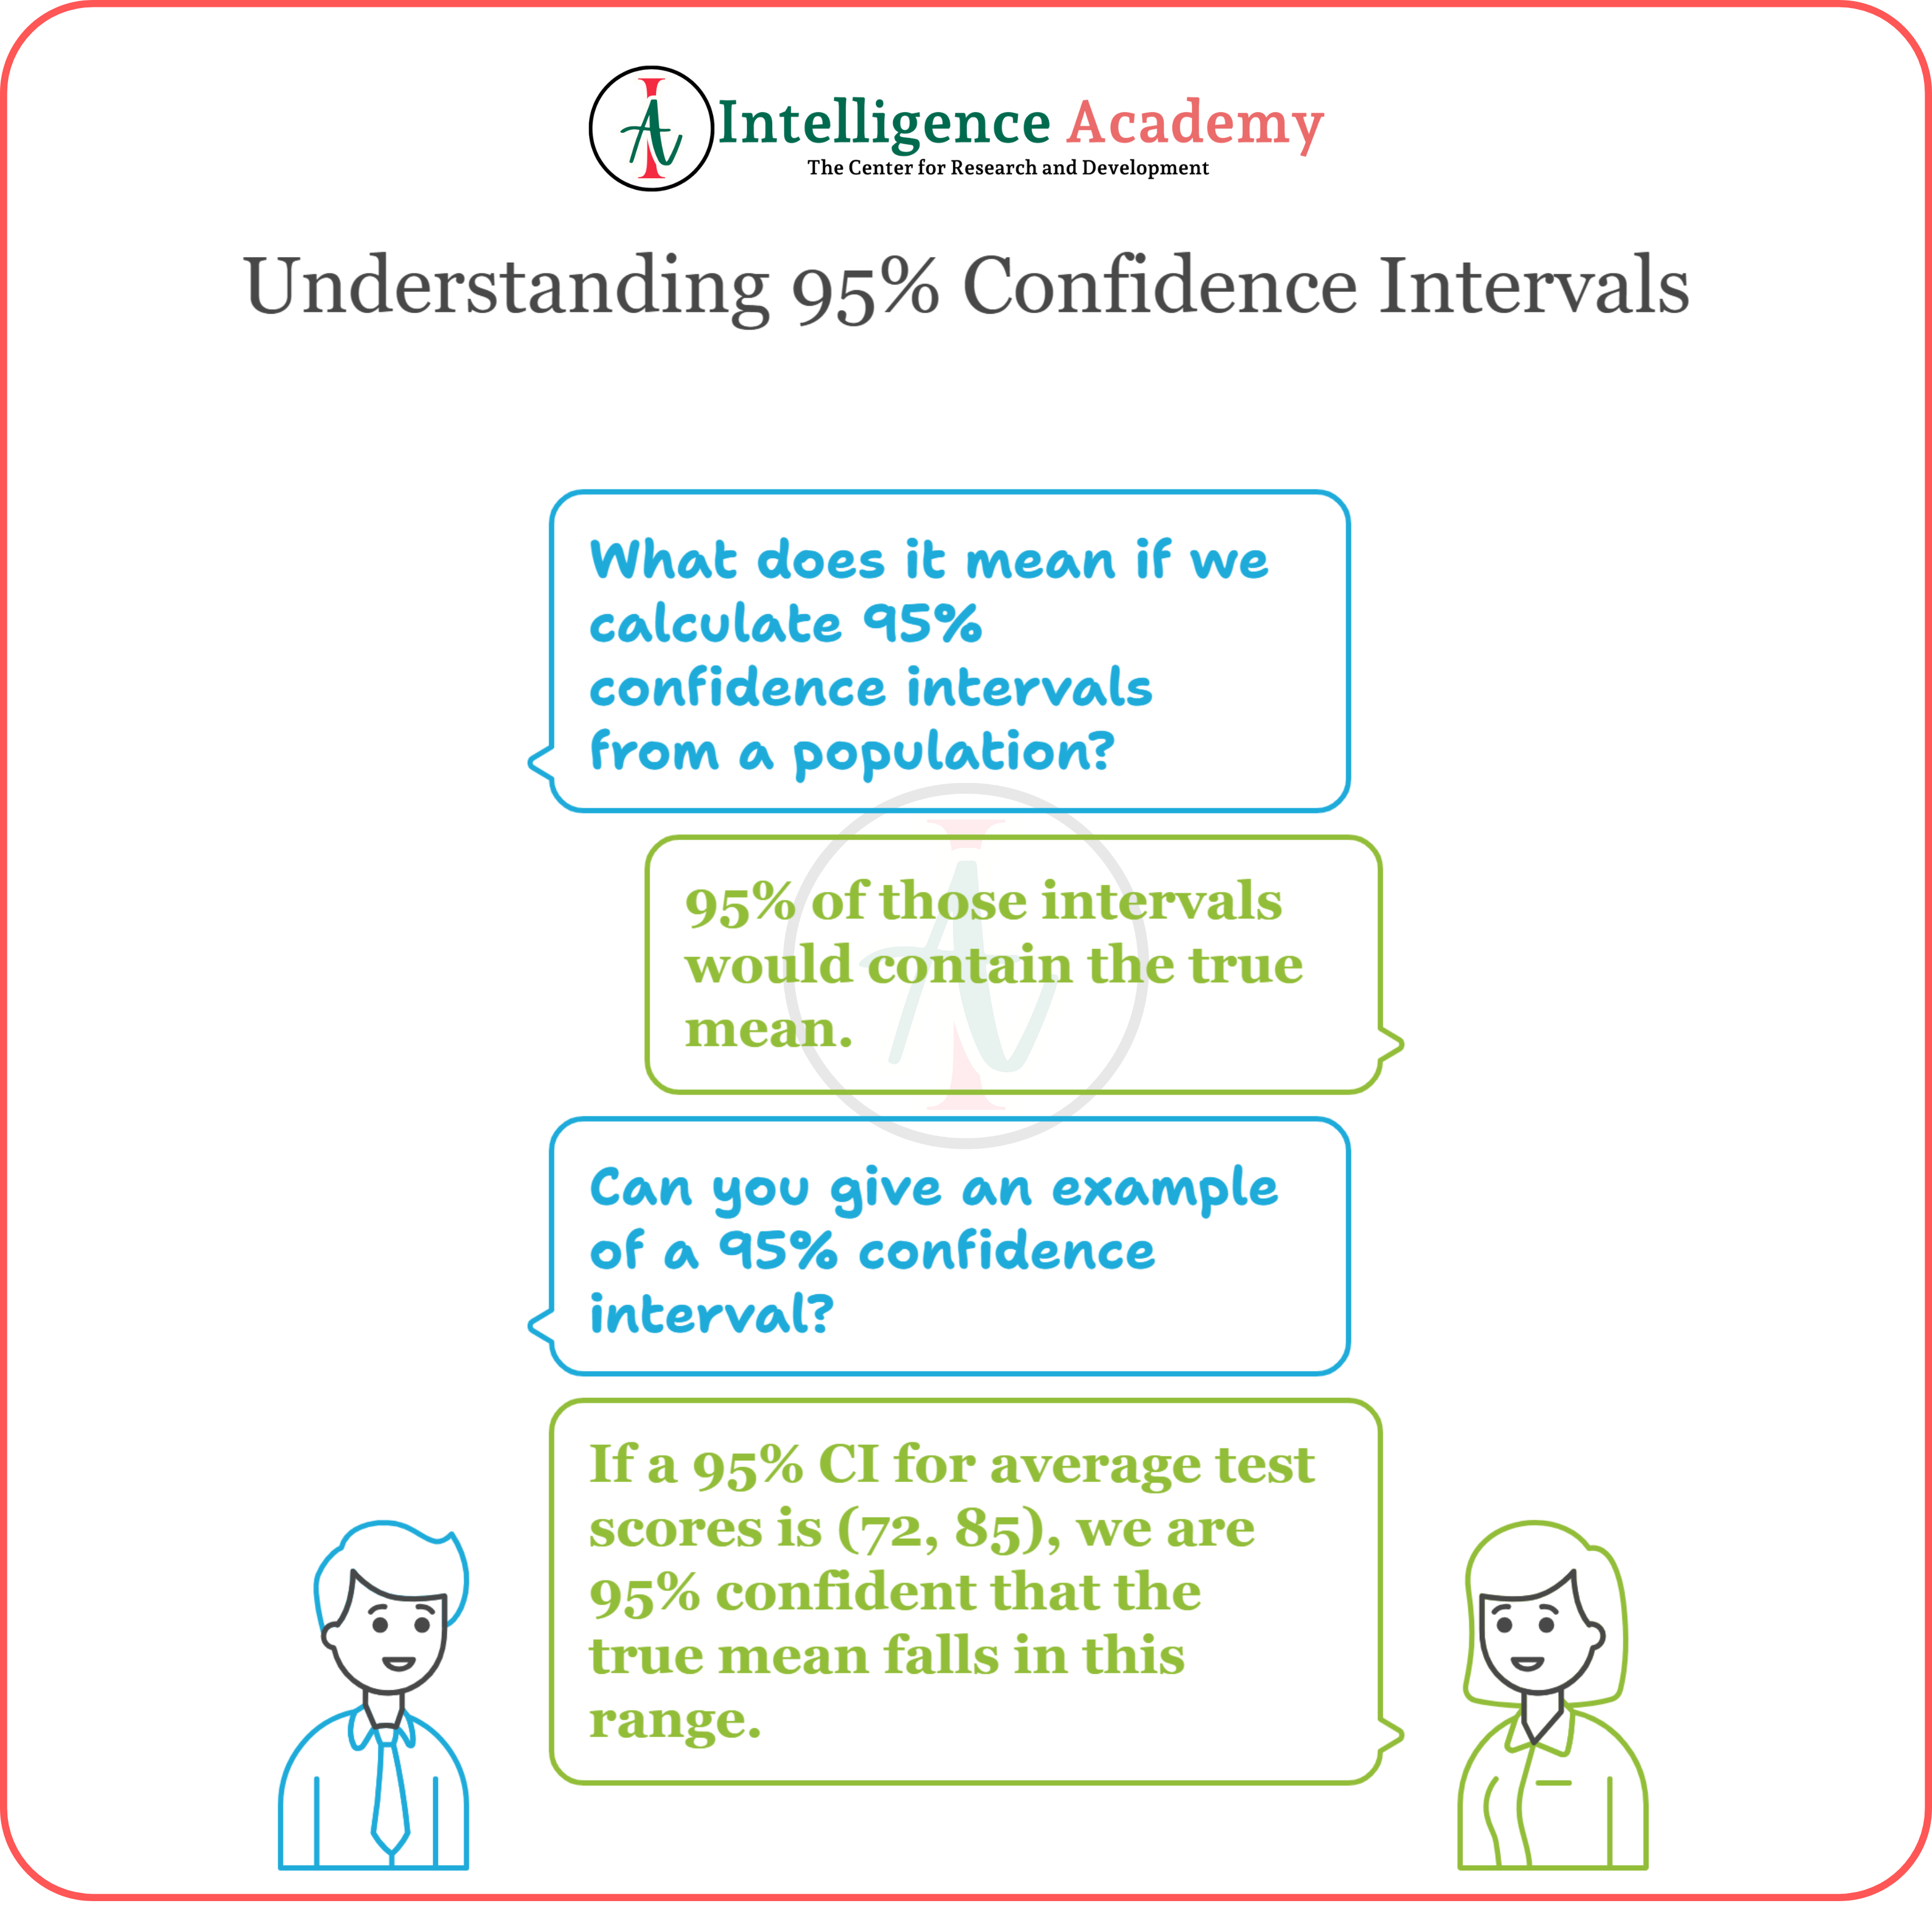 Intelligence Academy
The Center for Research and Development
Understanding 95% Confidence Intervals
What does it mean if we
calculate 95%
confidence intervals
from a population?
95% of those intervals
would contain the true
mean.
Can you give an example
of a 95% confidence
interval?
If a 95% CI for average test
scores is (72, 85), we are
95% confident that the
true mean falls in this
range.